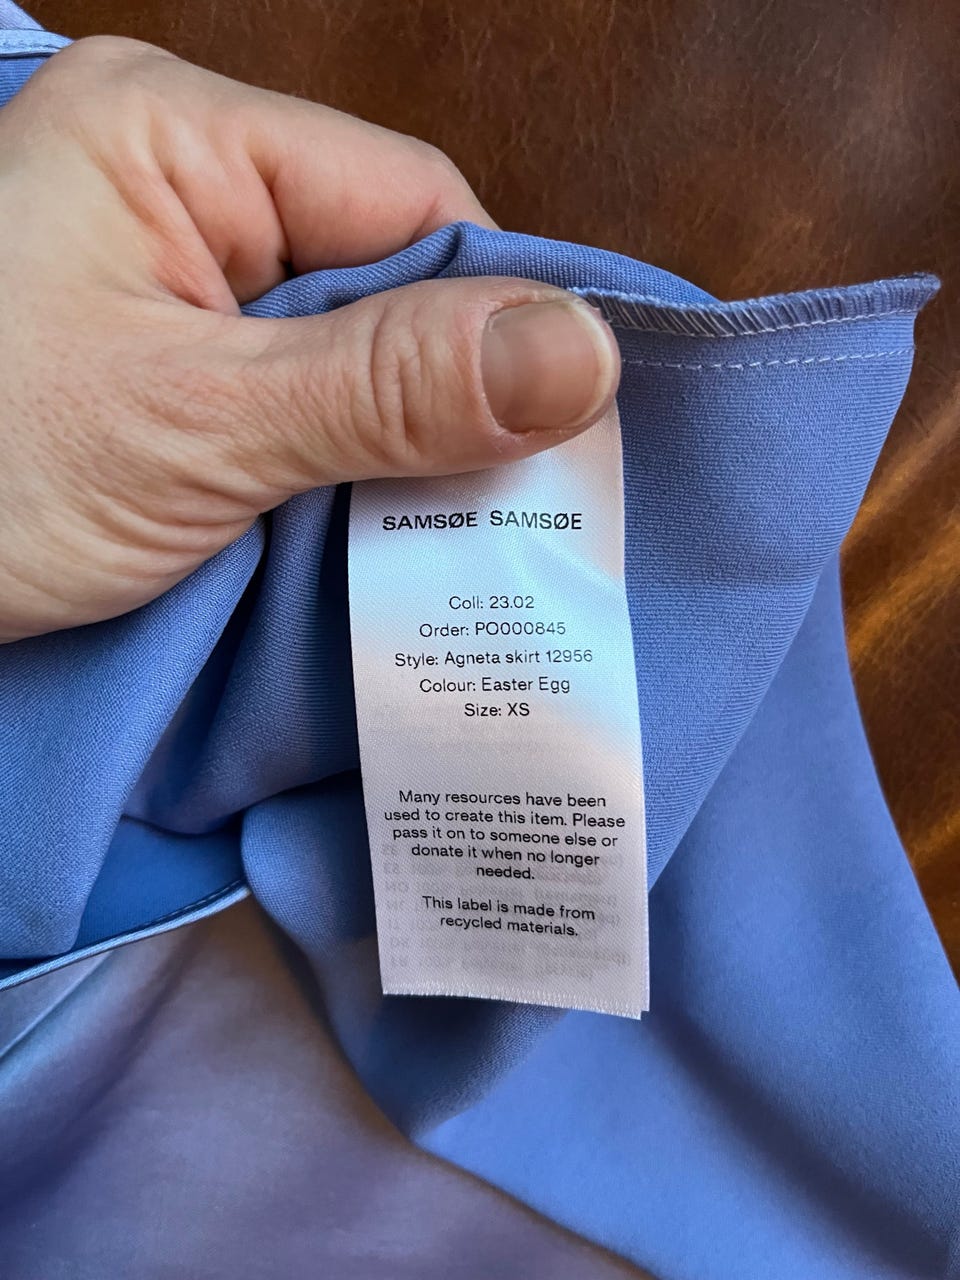 SAMSØE SAMSØE
Coll: 23.02
Order: PO000845
Style: Agneta skirt 12956
Colour: Easter Egg
Size: XS
Many resources have been
used to create this item. Please
pass it on to someone else or
donate it when no longer
needed.
This label is made from
recycled materials.